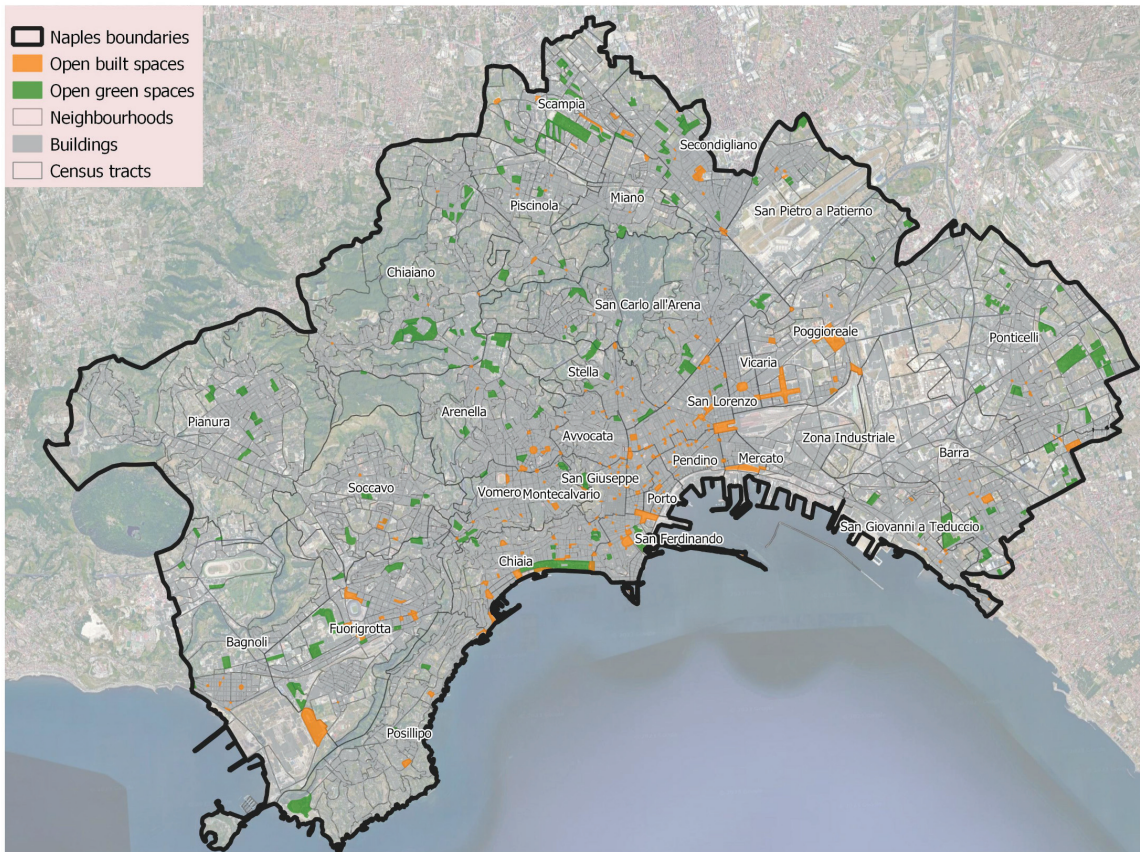 Naples boundaries
Open built spaces
Open green spaces
Neighbourhoods
Buildings
Census tracts
Scampia
Secondigliano
Piscinola
Miano
San Pietro a Patierno
Chiaiano
San Carlo all'Arena
Poggioreale
Ponticelli
Vicaria
Stella
San Lorenzo
Arenella
Pianura
Avvocata
Zona Industriale
Barra
Pendino
Mercato
San Giuseppe
Soccavo
Vomero
Montecalvario
Porto
San Giovanni a Teduccio
San Ferdinando
Chiaia
Fuorigrotta
Bagnoli
Posillipo